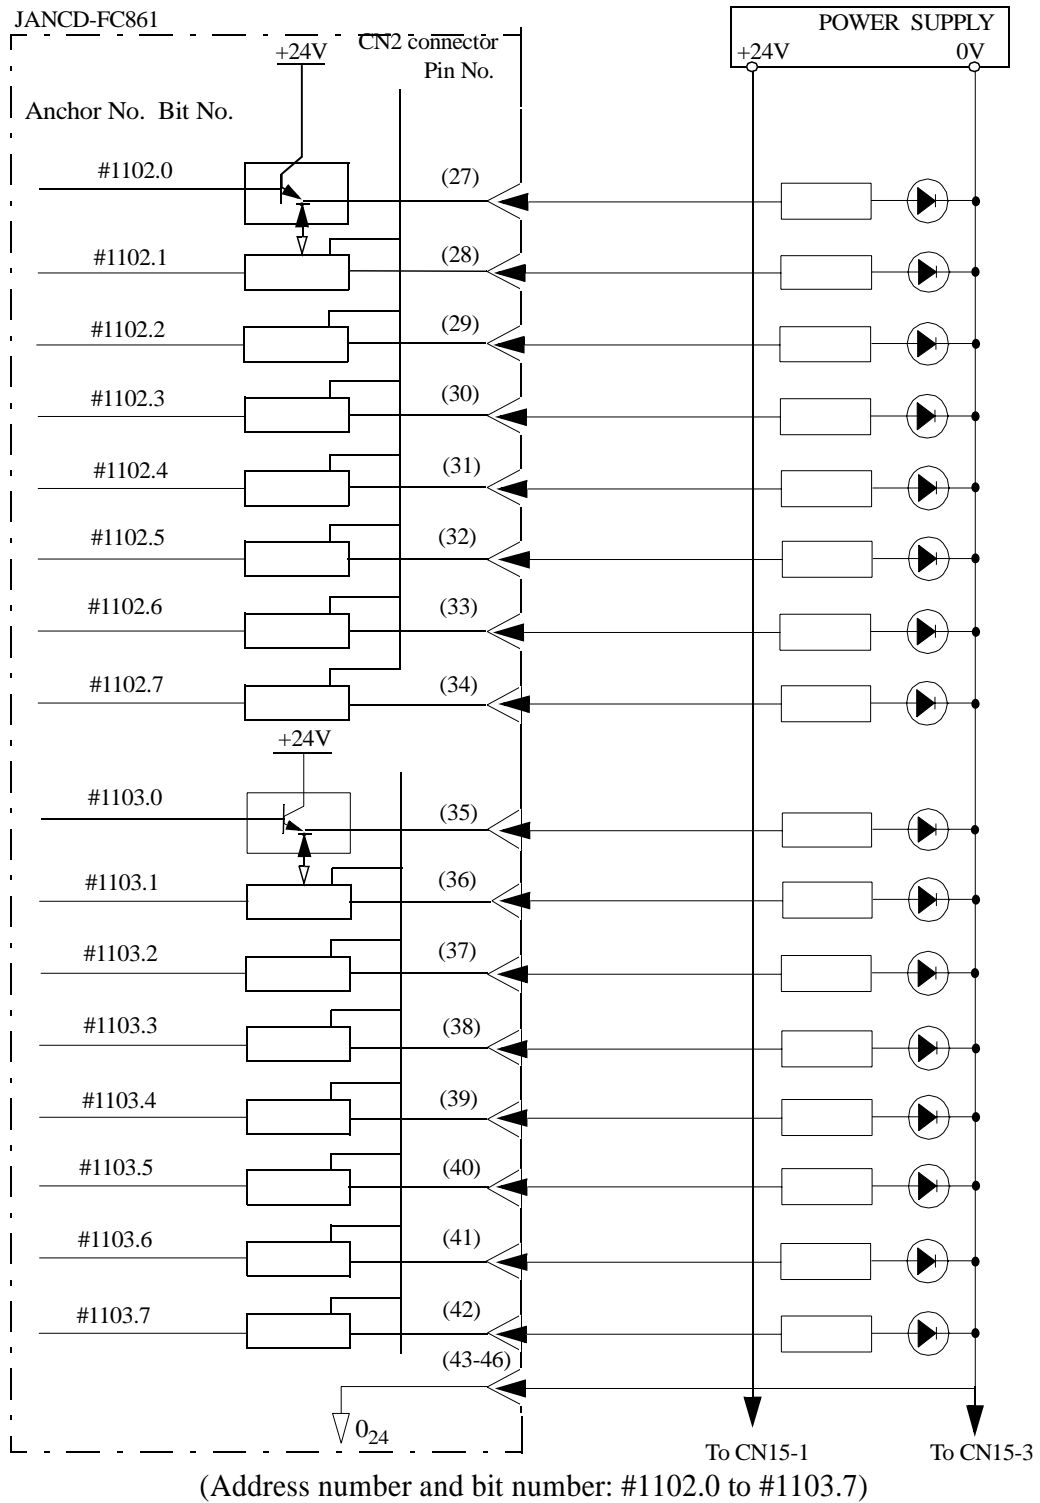 JANCD-FC861
POWER SUPPLY
+24V 0V
CN2 connector
Pin No.
+24V
Anchor No. Bit No.
#1102.0 (27)
#1102.1 (28)
#1102.2 (29)
#1102.3 (30)
#1102.4 (31)
#1102.5 (32)
#1102.6 (33)
#1102.7 (34)
+24V
#1103.0 (35)
#1103.1 (36)
#1103.2 (37)
#1103.3 (38)
#1103.4 (39)
#1103.5 (40)
#1103.6 (41)
#1103.7 (42)
(43-46)
024
To CN15-1 To CN15-3
(Address number and bit number: #1102.0 to #1103.7)